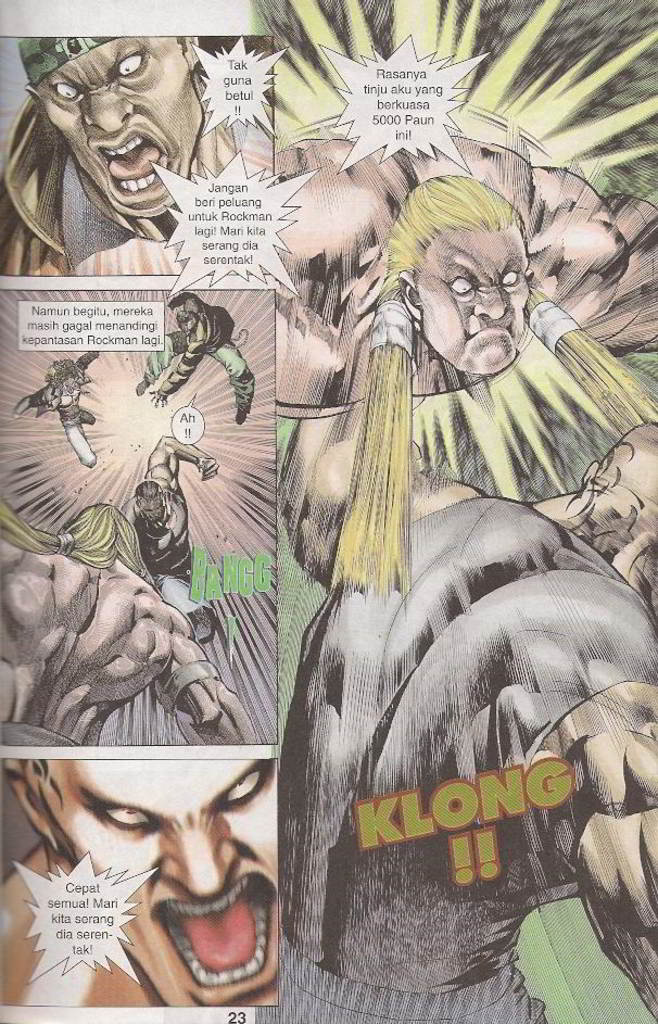 Tak
guna
betul
!!
Jangan
beri peluang
untuk Rockman
lagi! Mari kita
serang dia
serentak!
Rasanya
tinju aku yang
berkuasa
5000 Paun
ini!
Namun begitu, mereka
masih gagal menandingi
kepantasan Rockman lagi.
Ah
!!
BANGG
!
KLONG
!!
Cepat
semua! Mari
kita serang
dia seren-
tak!
23